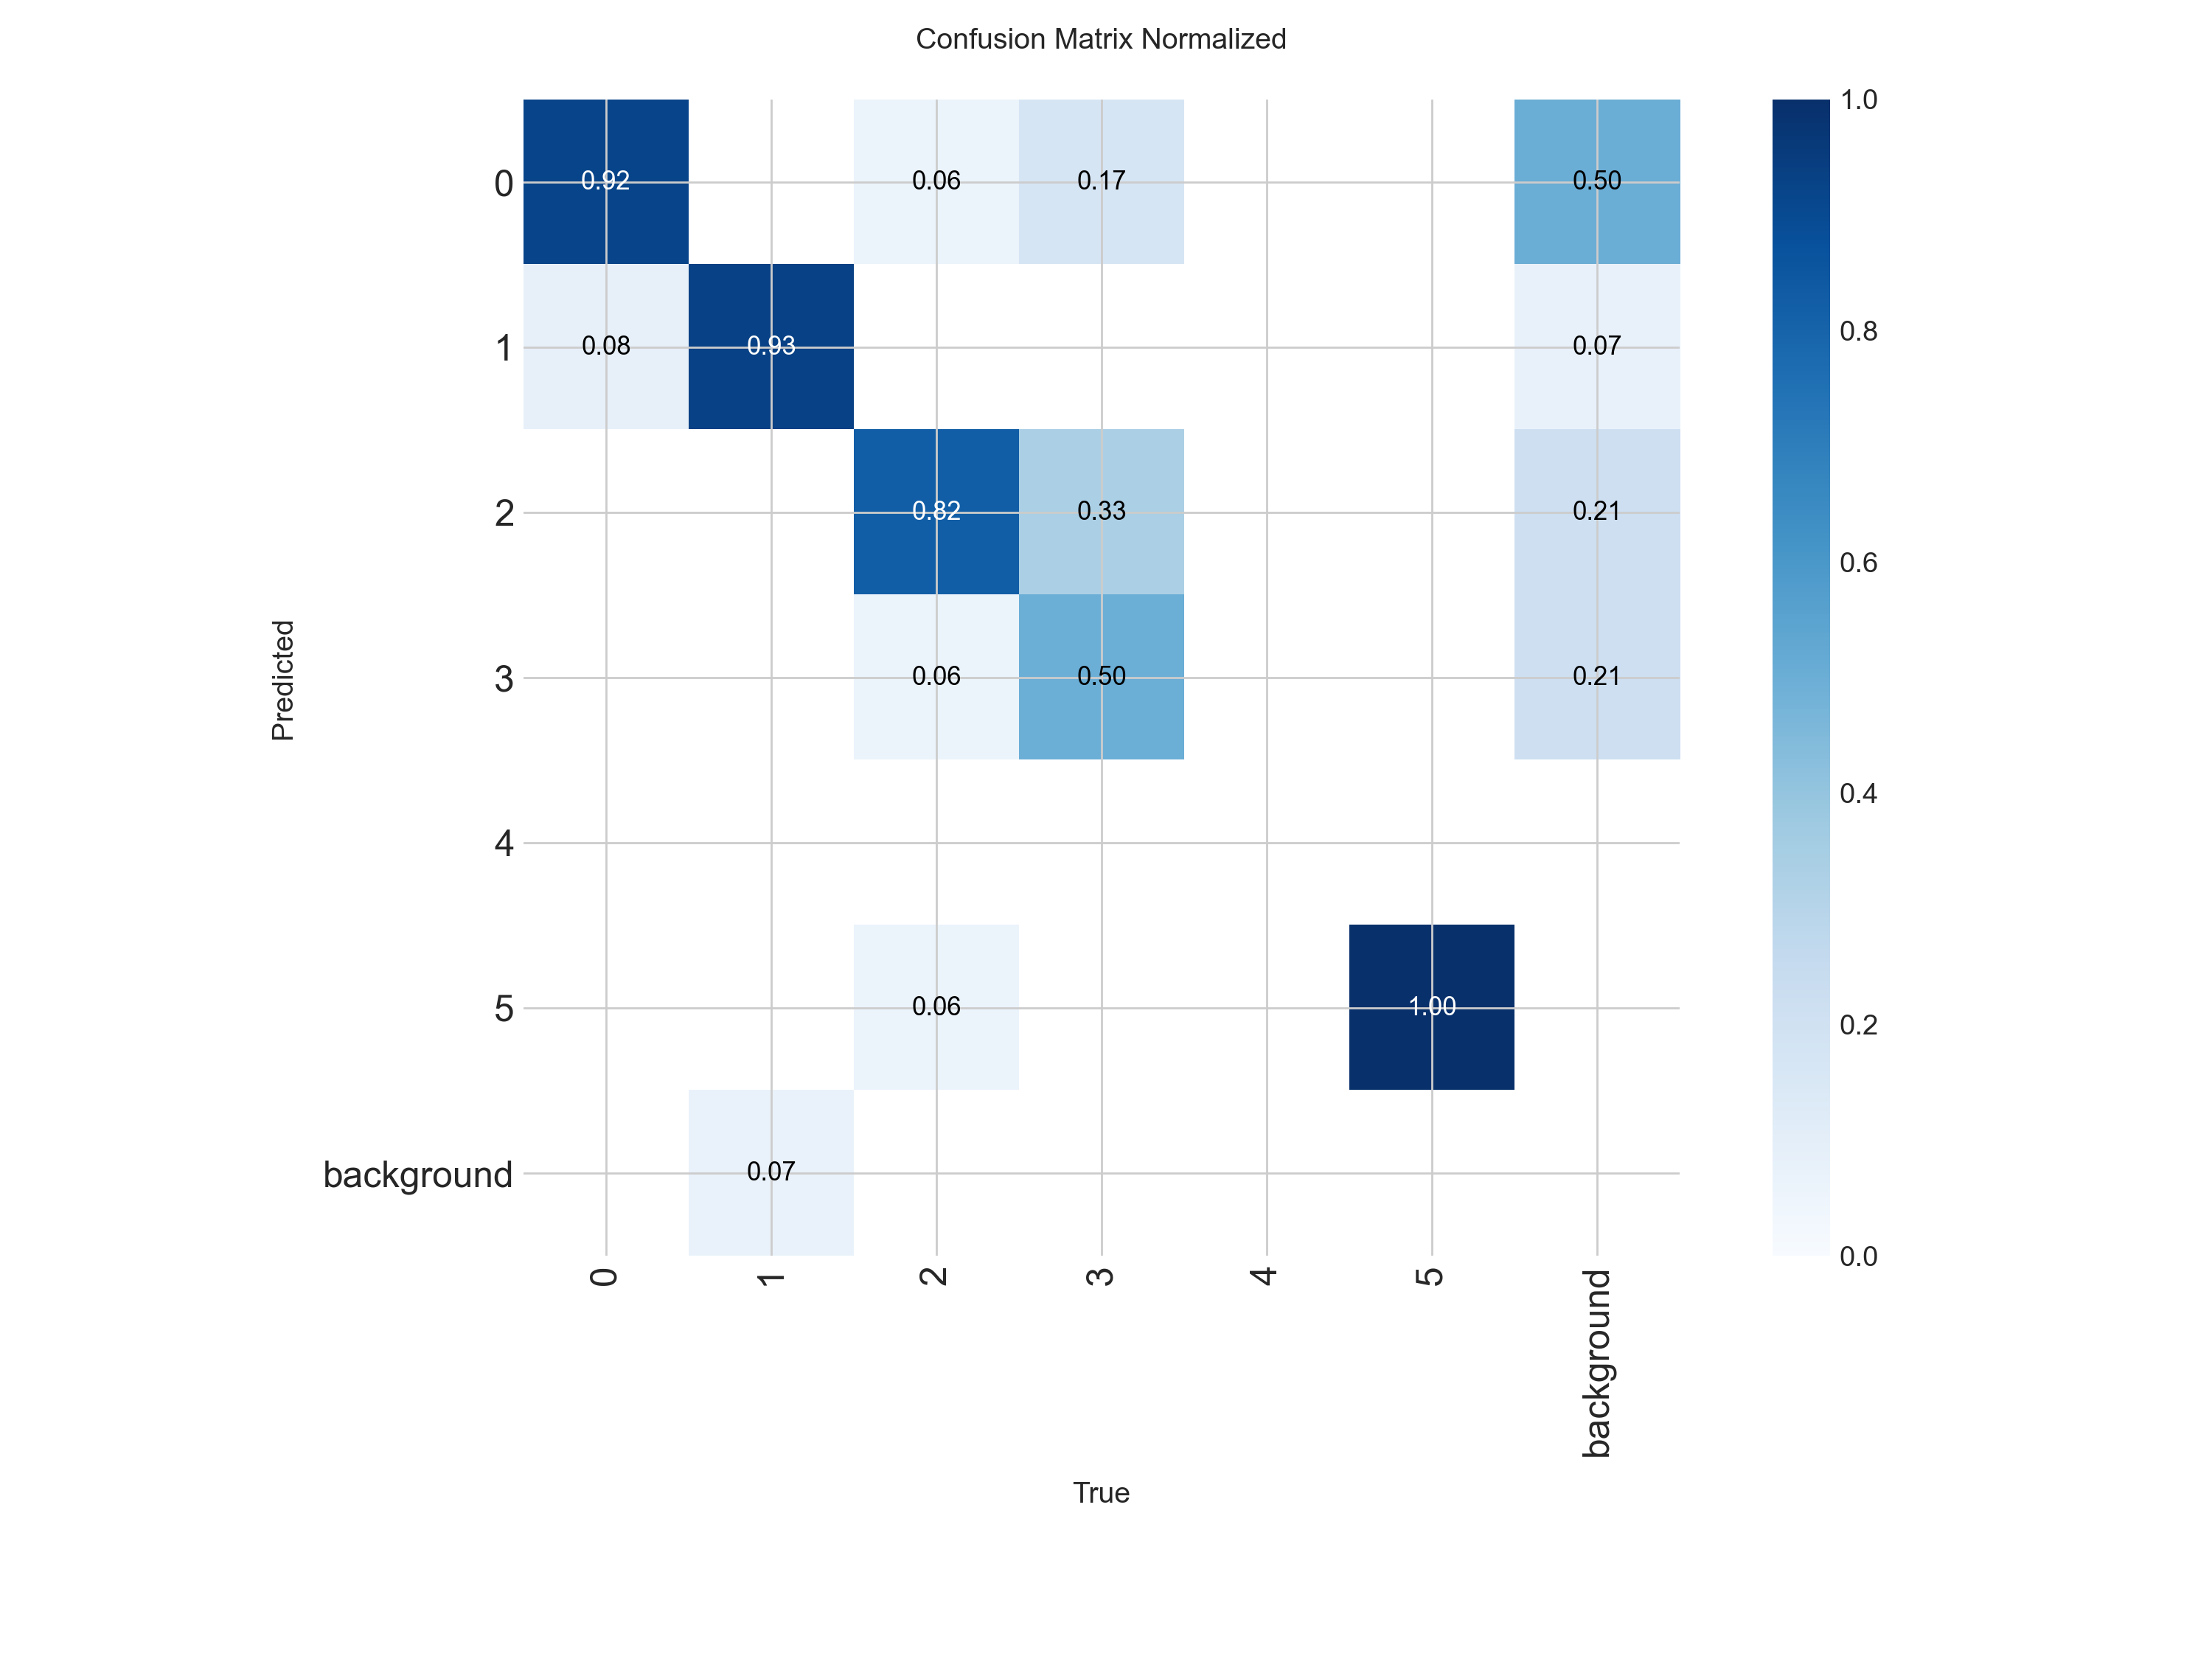 Confusion Matrix Normalized
0 0.92 0.06 0.17 0.50
1 0.08 0.93 0.07
2 0.82 0.33 0.21
3 0.06 0.50 0.21
4
5 0.06 1.00
background 0.07
Predicted
0 1 2 3 4 5 background
True
1.0
0.8
0.6
0.4
0.2
0.0